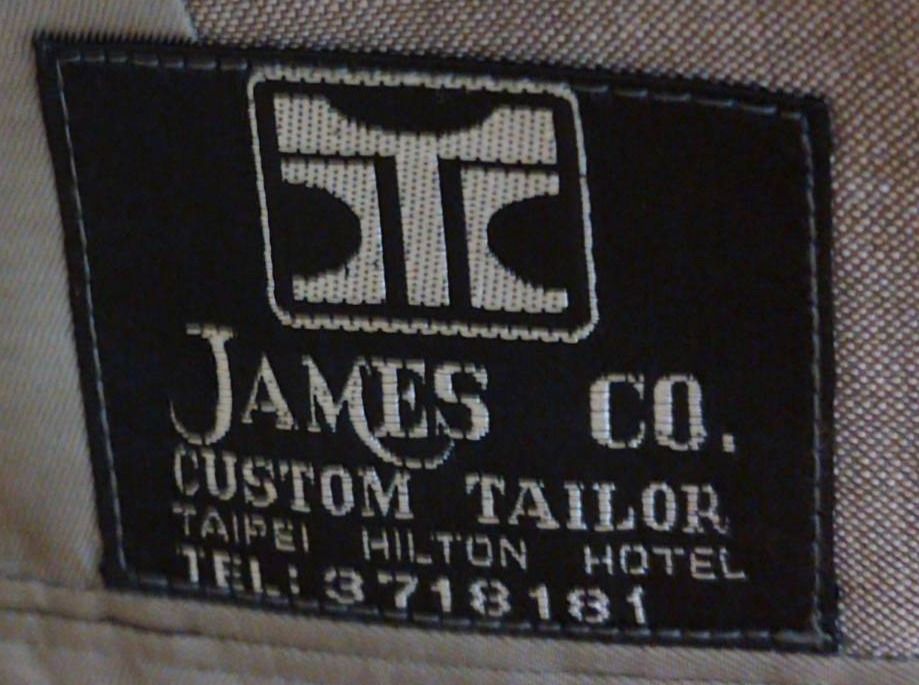 JAMES CO.
CUSTOM TAILOR
TAIPEI HILTON HOTEL
TEL: 3718181